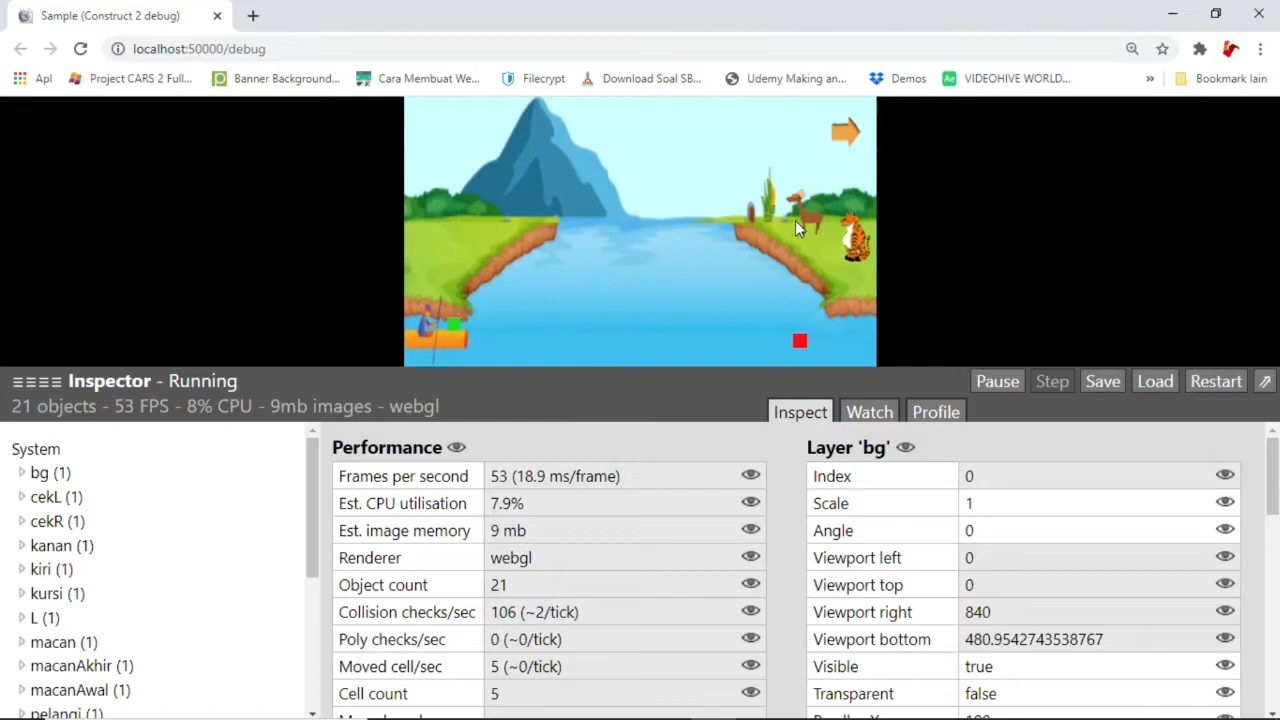 Sample (Construct 2 debug)
localhost:50000/debug
Apl
Project CARS 2 Full...
Banner Background...
Cara Membuat We...
Filecrypt
Download Soal SB...
Udemy Making an...
Demos
VIDEOHIVE WORLD...
»
Bookmark lain
Inspector - Running
Pause
Step
Save
Load
Restart
21 objects - 53 FPS - 8% CPU - 9mb images - webgl
Inspect
Watch
Profile
System
bg (1)
cekL (1)
cekR (1)
kanan (1)
kiri (1)
kursi (1)
L (1)
macan (1)
macanAkhir (1)
macanAwal (1)
pelangi (1)
Performance
Frames per second 53 (18.9 ms/frame)
Est. CPU utilisation 7.9%
Est. image memory 9 mb
Renderer webgl
Object count 21
Collision checks/sec 106 (~2/tick)
Poly checks/sec 0 (~0/tick)
Moved cell/sec 5 (~0/tick)
Cell count 5
Layer 'bg'
Index 0
Scale 1
Angle 0
Viewport left 0
Viewport top 0
Viewport right 840
Viewport bottom 480.9542743538767
Visible true
Transparent false